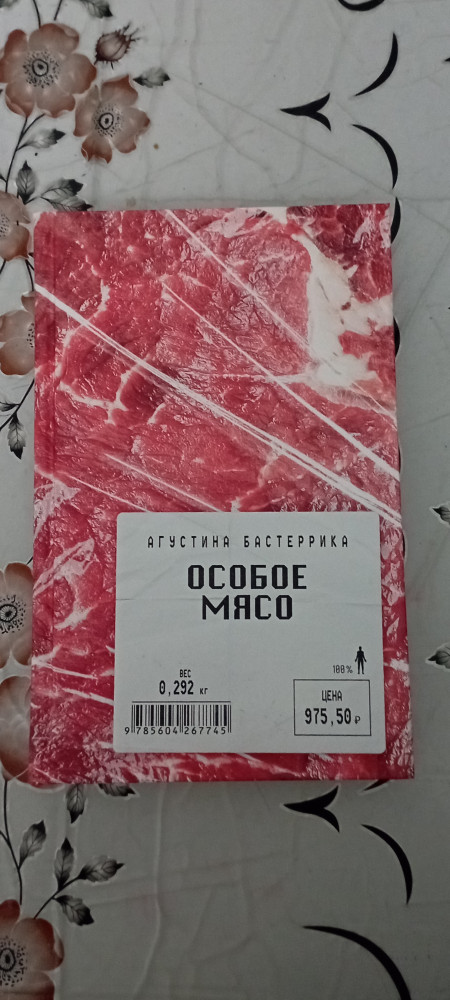 АГУСТИНА БАСТЕРРИКА
ОСОБОЕ
МЯСО
100%
ВЕС
0,292 кг
ЦЕНА
975,50 ₽
9 785604 267745